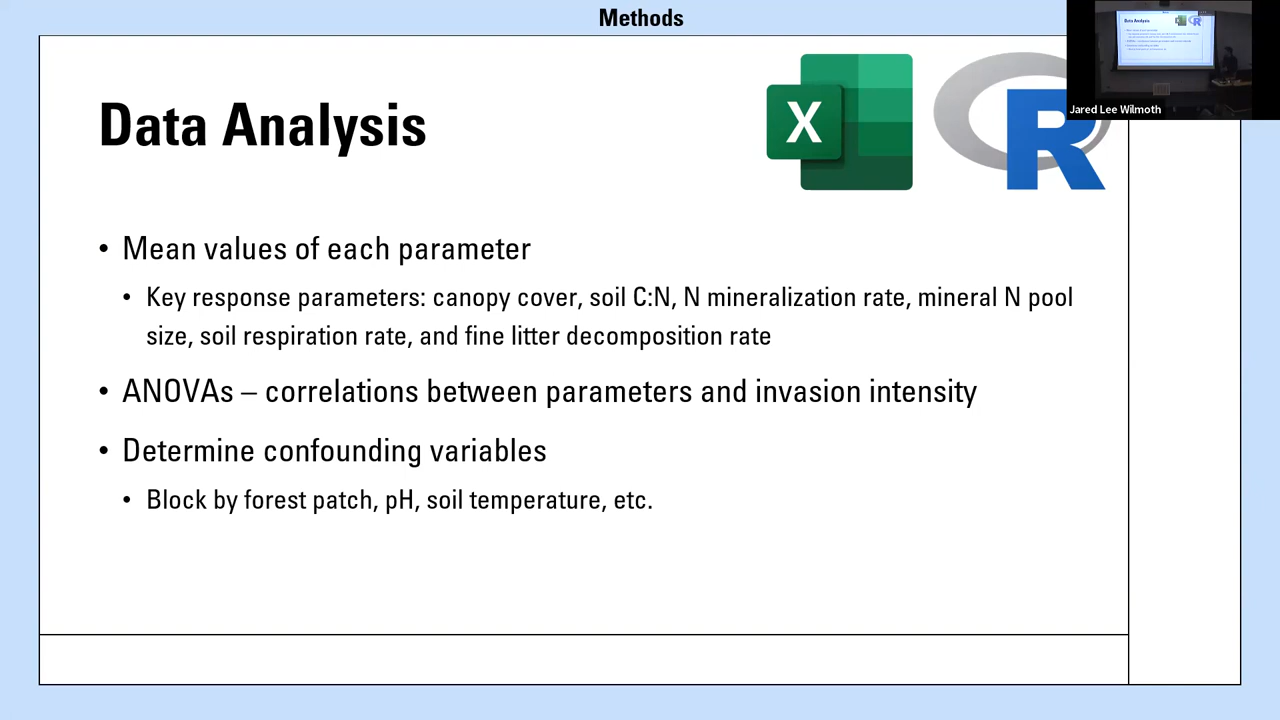 Methods
Data Analysis
X
R
Data Analysis
Jared Lee Wilmoth
• Mean values of each parameter
• Key response parameters: canopy cover, soil C:N, N mineralization rate, mineral N pool
size, soil respiration rate, and fine litter decomposition rate
• ANOVAs – correlations between parameters and invasion intensity
• Determine confounding variables
• Block by forest patch, pH, soil temperature, etc.